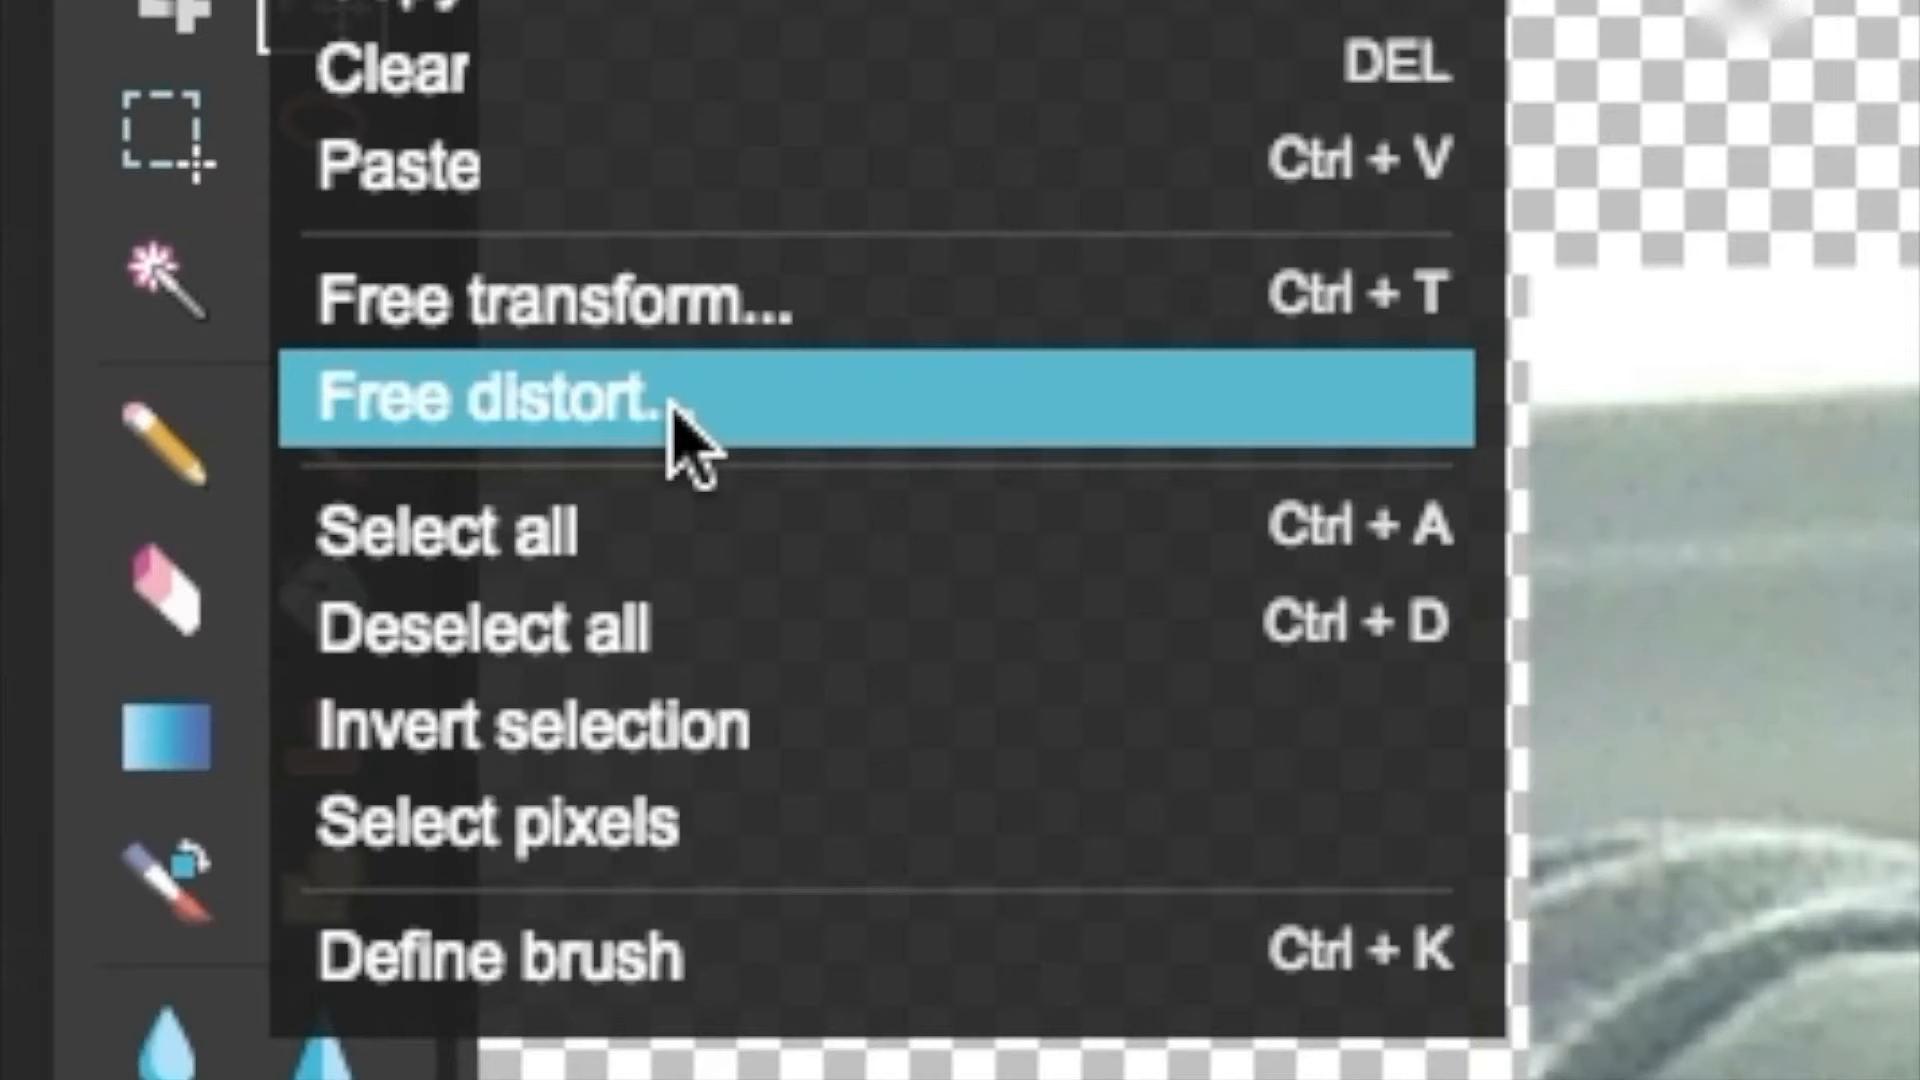 Copy
Clear DEL
Paste Ctrl + V
Free transform... Ctrl + T
Free distort..
Select all Ctrl + A
Deselect all Ctrl + D
Invert selection
Select pixels
Define brush Ctrl + K